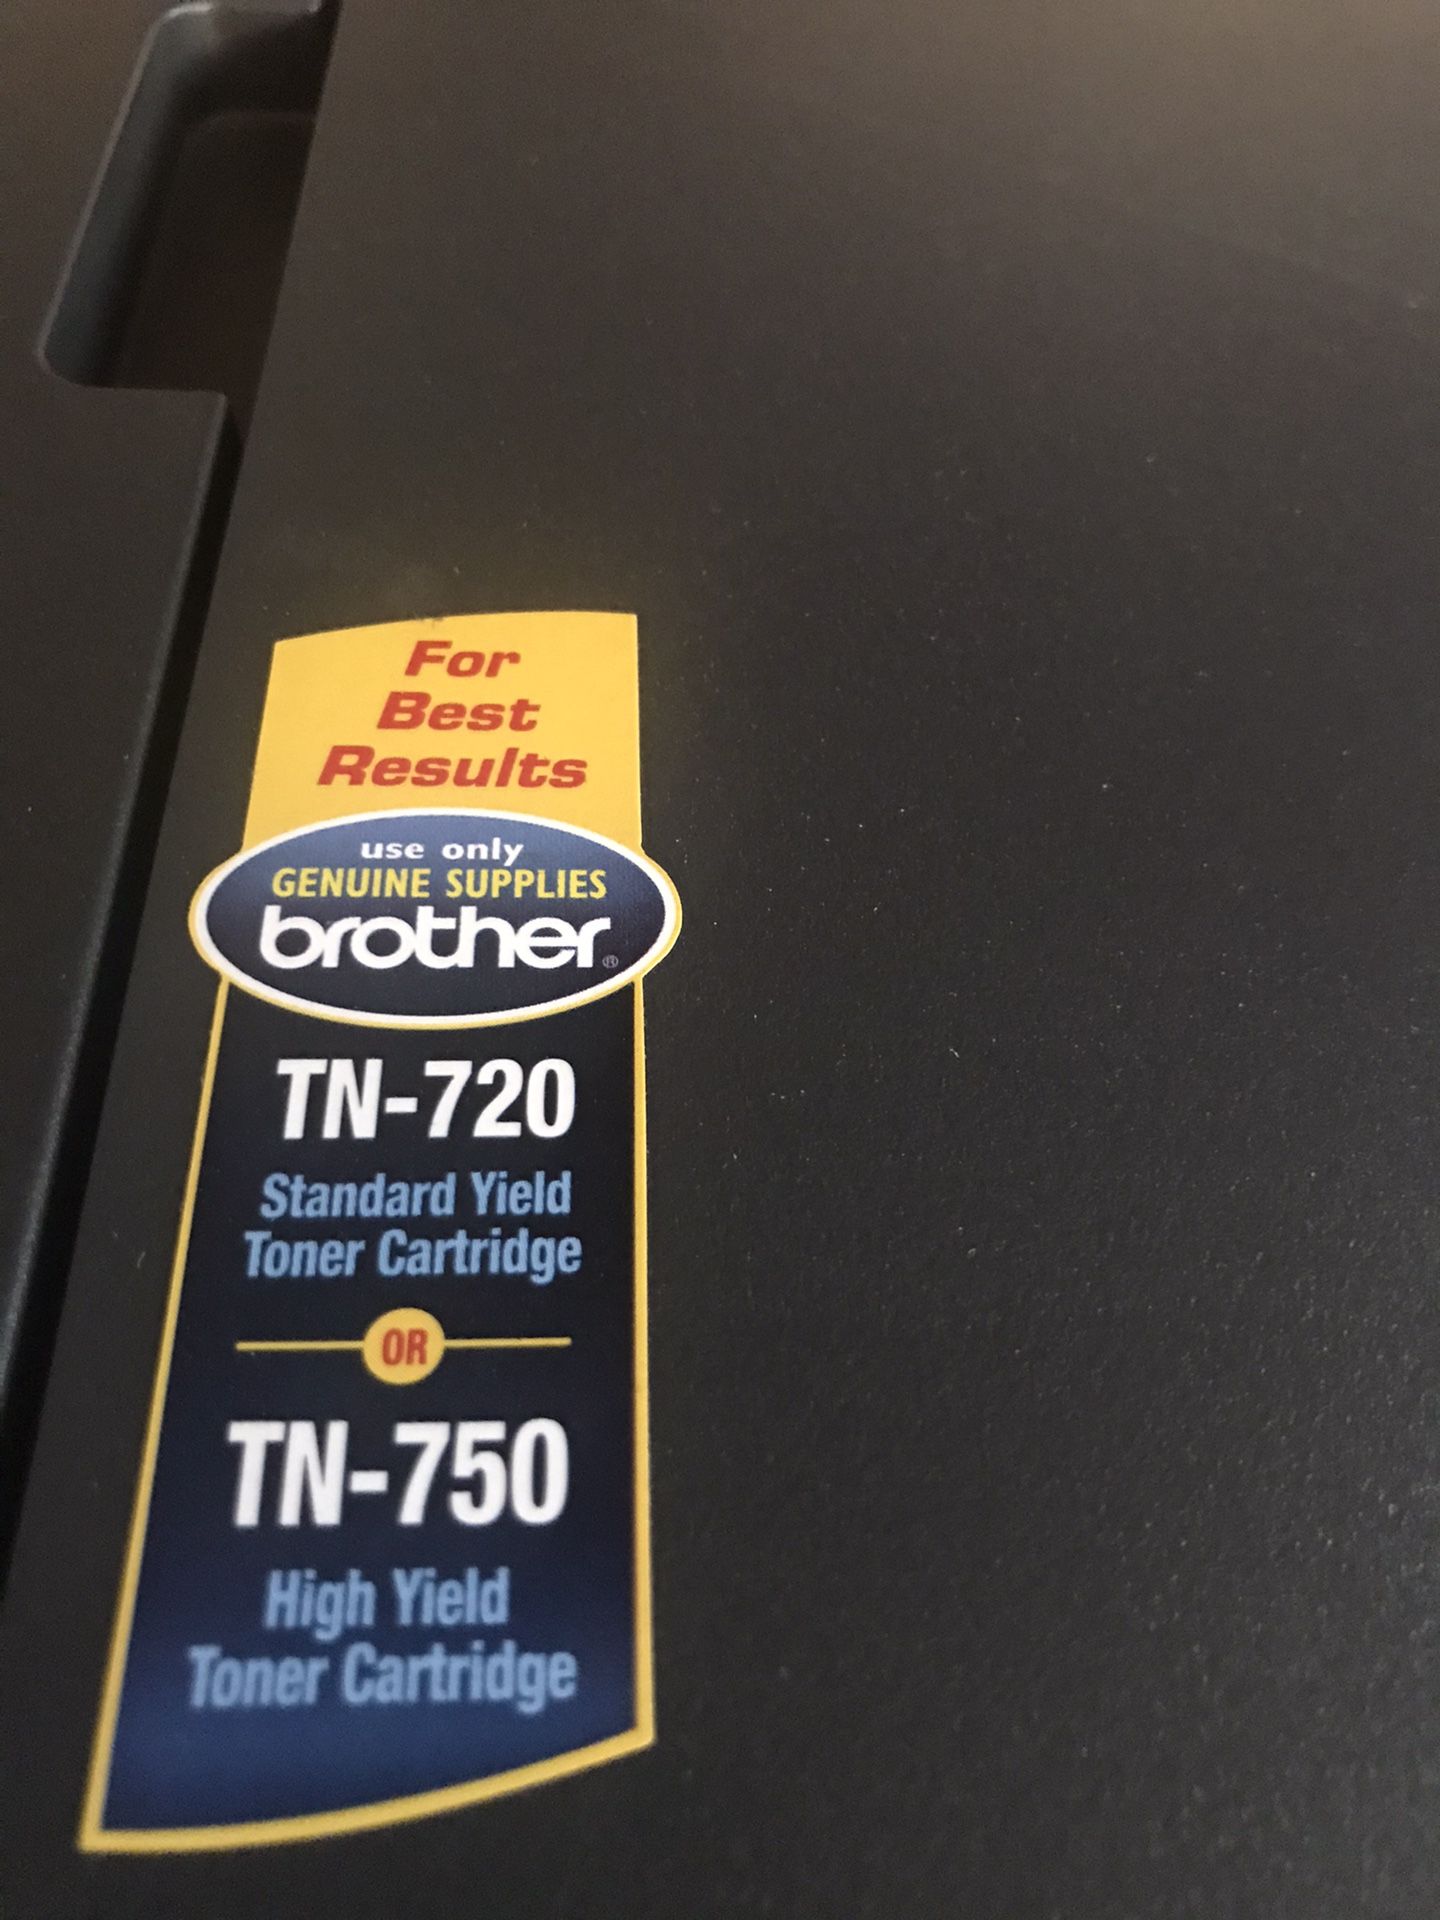 For
Best
Results
use only
GENUINE SUPPLIES
brother®
TN-720
Standard Yield
Toner Cartridge
OR
TN-750
High Yield
Toner Cartridge